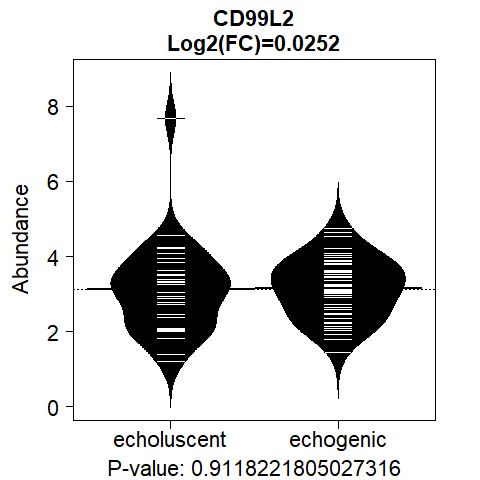 CD99L2
Log2(FC)=0.0252
Abundance
8
6
4
2
0
echoluscent echogenic
P-value: 0.9118221805027316